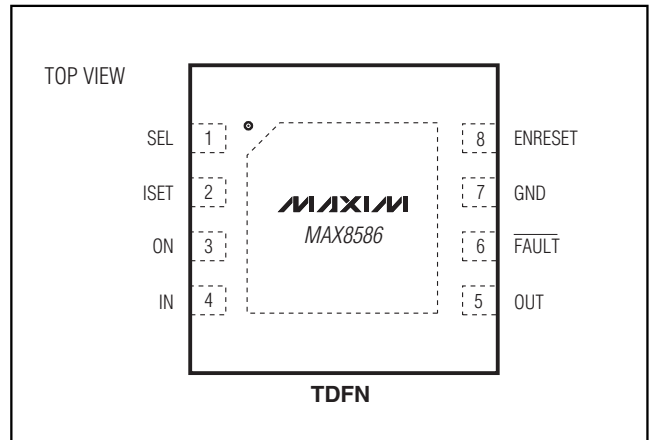 TOP VIEW
SEL 1 8 ENRESET
ISET 2 MAXIM 7 GND
ON 3 MAX8586 6 FAULT
IN 4 5 OUT
TDFN